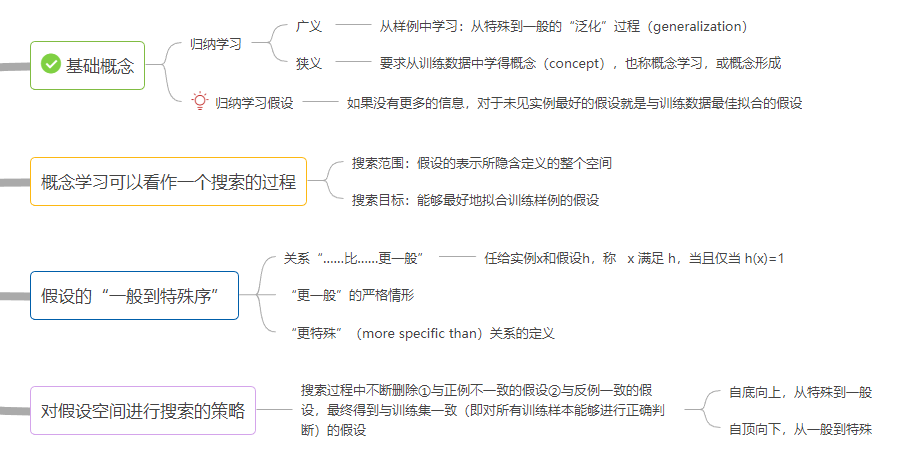 基础概念
归纳学习
广义
从样例中学习：从特殊到一般的“泛化”过程（generalization）
狭义
要求从训练数据中学得概念（concept），也称概念学习，或概念形成
归纳学习假设
如果没有更多的信息，对于未见实例最好的假设就是与训练数据最佳拟合的假设
概念学习可以看作一个搜索的过程
搜索范围：假设的表示所隐含定义的整个空间
搜索目标：能够最好地拟合训练样例的假设
假设的“一般到特殊序”
关系“……比……更一般”
任给实例x和假设h，称 x 满足 h，当且仅当 h(x)=1
“更一般”的严格情形
“更特殊”（more specific than）关系的定义
对假设空间进行搜索的策略
搜索过程中不断删除①与正例不一致的假设②与反例一致的假
设，最终得到与训练集一致（即对所有训练样本能够进行正确判
断）的假设
自底向上，从特殊到一般
自顶向下，从一般到特殊